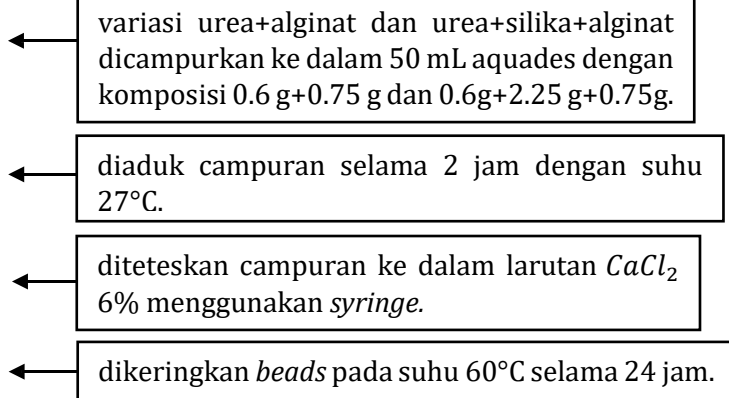 variasi urea+alginat dan urea+silika+alginat
dicampurkan ke dalam 50 mL aquades dengan
komposisi 0.6 g+0.75 g dan 0.6g+2.25 g+0.75g.
diaduk campuran selama 2 jam dengan suhu
27°C.
diteteskan campuran ke dalam larutan CaCl₂
6% menggunakan syringe.
dikeringkan beads pada suhu 60°C selama 24 jam.